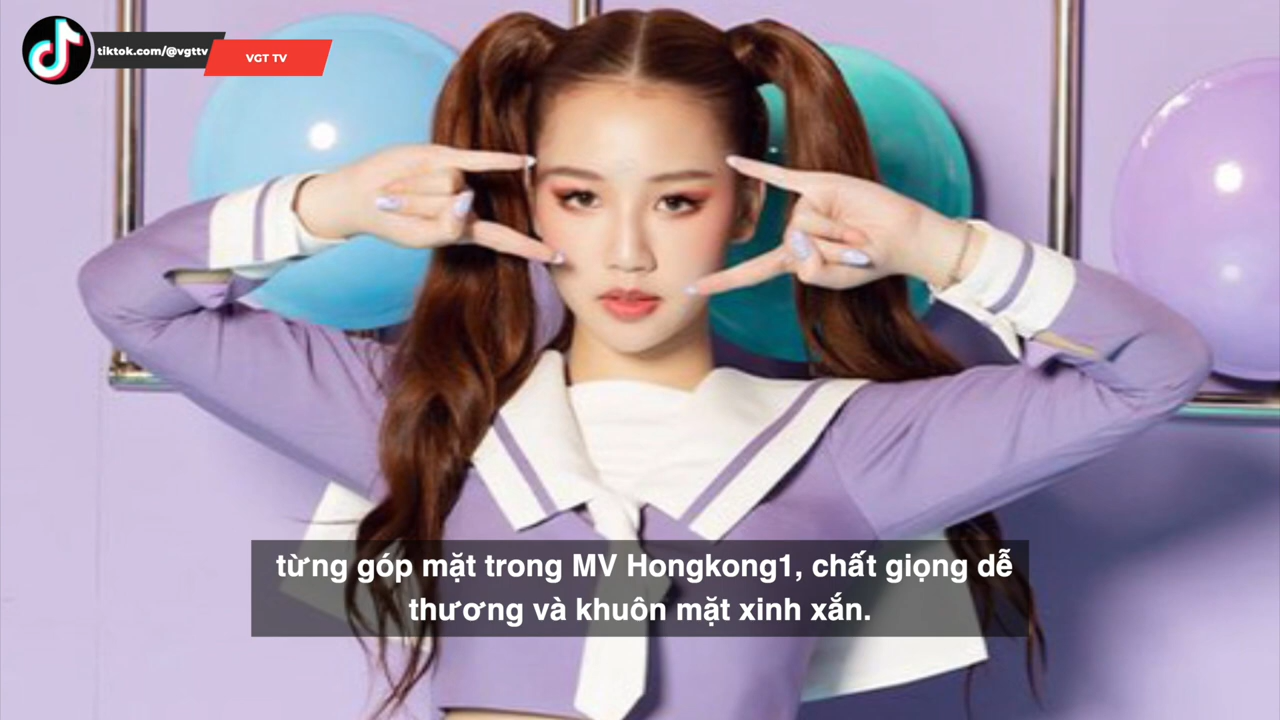 tiktok.com/@vgttv
VGT TV
từng góp mặt trong MV Hongkong1, chất giọng dễ
thương và khuôn mặt xinh xắn.